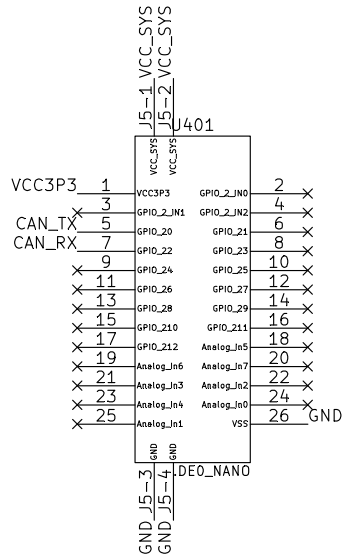 J5-1 VCC_SYS
J5-2 VCC_SYS
U401
VCC_SYS
VCC_SYS
VCC3P3 1 VCC3P3 GPIO_2_IN0 2
3 GPIO_2_IN1 GPIO_2_IN2 4
CAN_TX 5 GPIO_20 GPIO_21 6
CAN_RX 7 GPIO_22 GPIO_23 8
9 GPIO_24 GPIO_25 10
11 GPIO_26 GPIO_27 12
13 GPIO_28 GPIO_29 14
15 GPIO_210 GPIO_211 16
17 GPIO_212 Analog_In5 18
19 Analog_In6 Analog_In7 20
21 Analog_In3 Analog_In2 22
23 Analog_In4 Analog_In0 24
25 Analog_In1 VSS 26 GND
GND
GND
.DE0_NANO
GND J5-3
GND J5-4